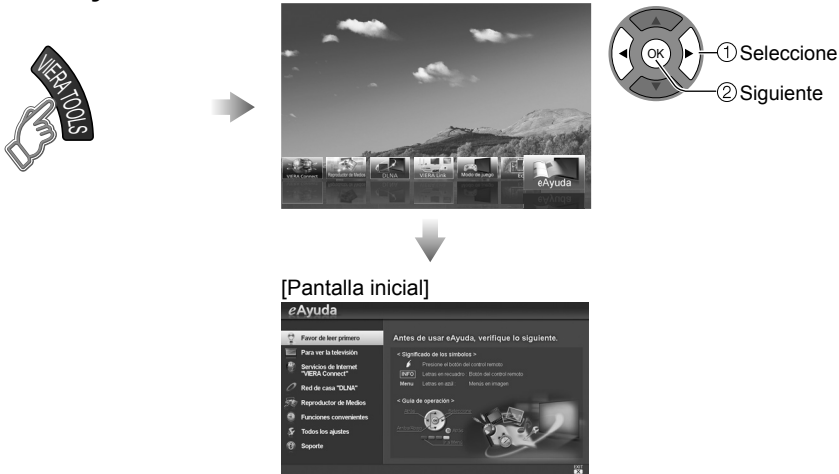 VIERA TOOLS
VIERA Connect
Reproductor de Medios
DLNA
VIERA Link
Modo de juego
eAyuda
OK
① Seleccione
② Siguiente
[Pantalla inicial]
eAyuda
Favor de leer primero
Para ver la televisión
Servicios de Internet
"VIERA Connect"
Red de casa "DLNA"
Reproductor de Medios
Funciones convenientes
Todos los ajustes
Soporte
Antes de usar eAyuda, verifique lo siguiente.
< Significado de los símbolos >
Presione el botón del control remoto
INFO Letras en recuadro Botón del control remoto
Menu Letras en azul Menús en imagen
< Guía de operación >
EXIT
X